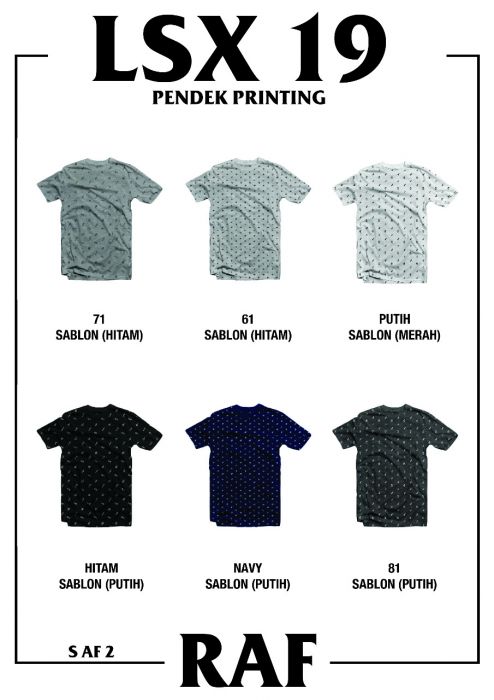 LSX 19
PENDEK PRINTING
71
SABLON (HITAM)
61
SABLON (HITAM)
PUTIH
SABLON (MERAH)
HITAM
SABLON (PUTIH)
NAVY
SABLON (PUTIH)
81
SABLON (PUTIH)
S AF 2
RAF